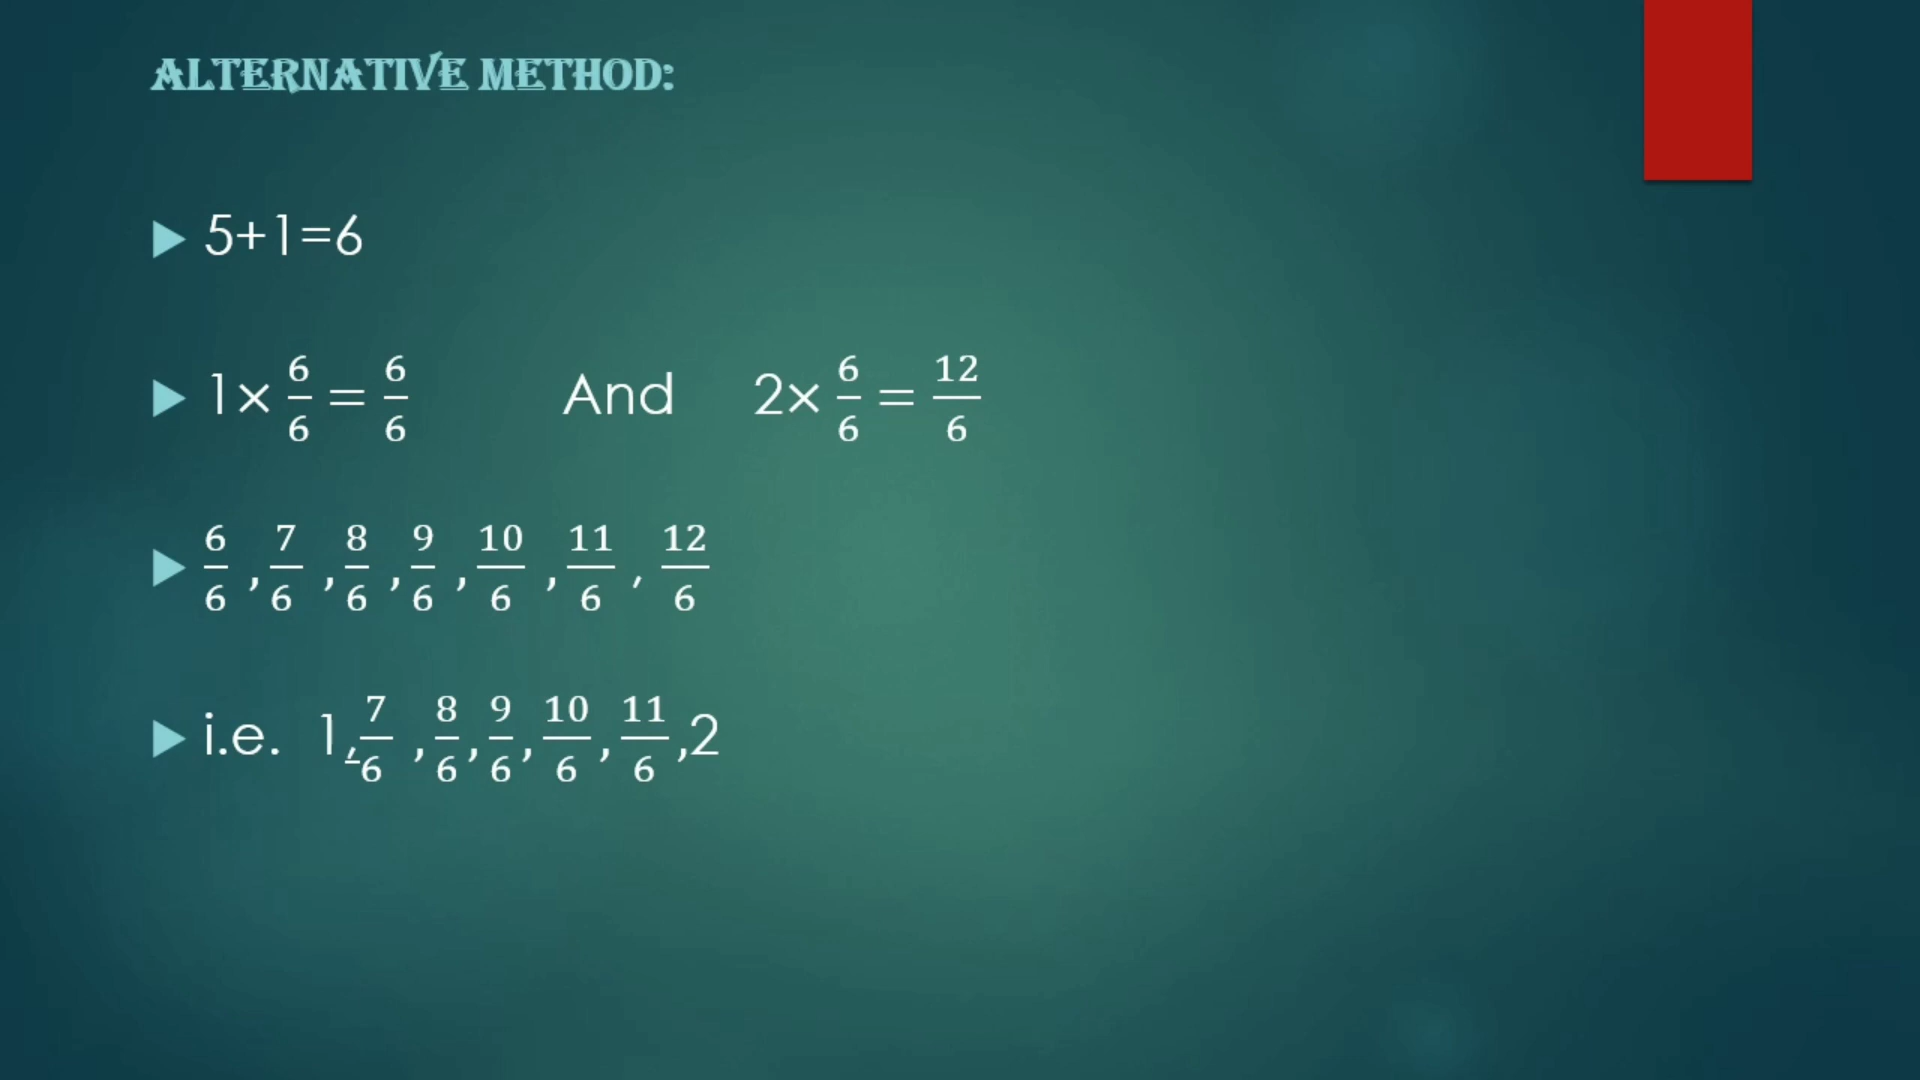 ALTERNATIVE METHOD:
5+1=6
1× 6/6 = 6/6 And 2× 6/6 = 12/6
6/6 , 7/6 , 8/6 , 9/6 , 10/6 , 11/6 , 12/6
i.e. 1, 7/6 , 8/6 , 9/6 , 10/6 , 11/6 ,2